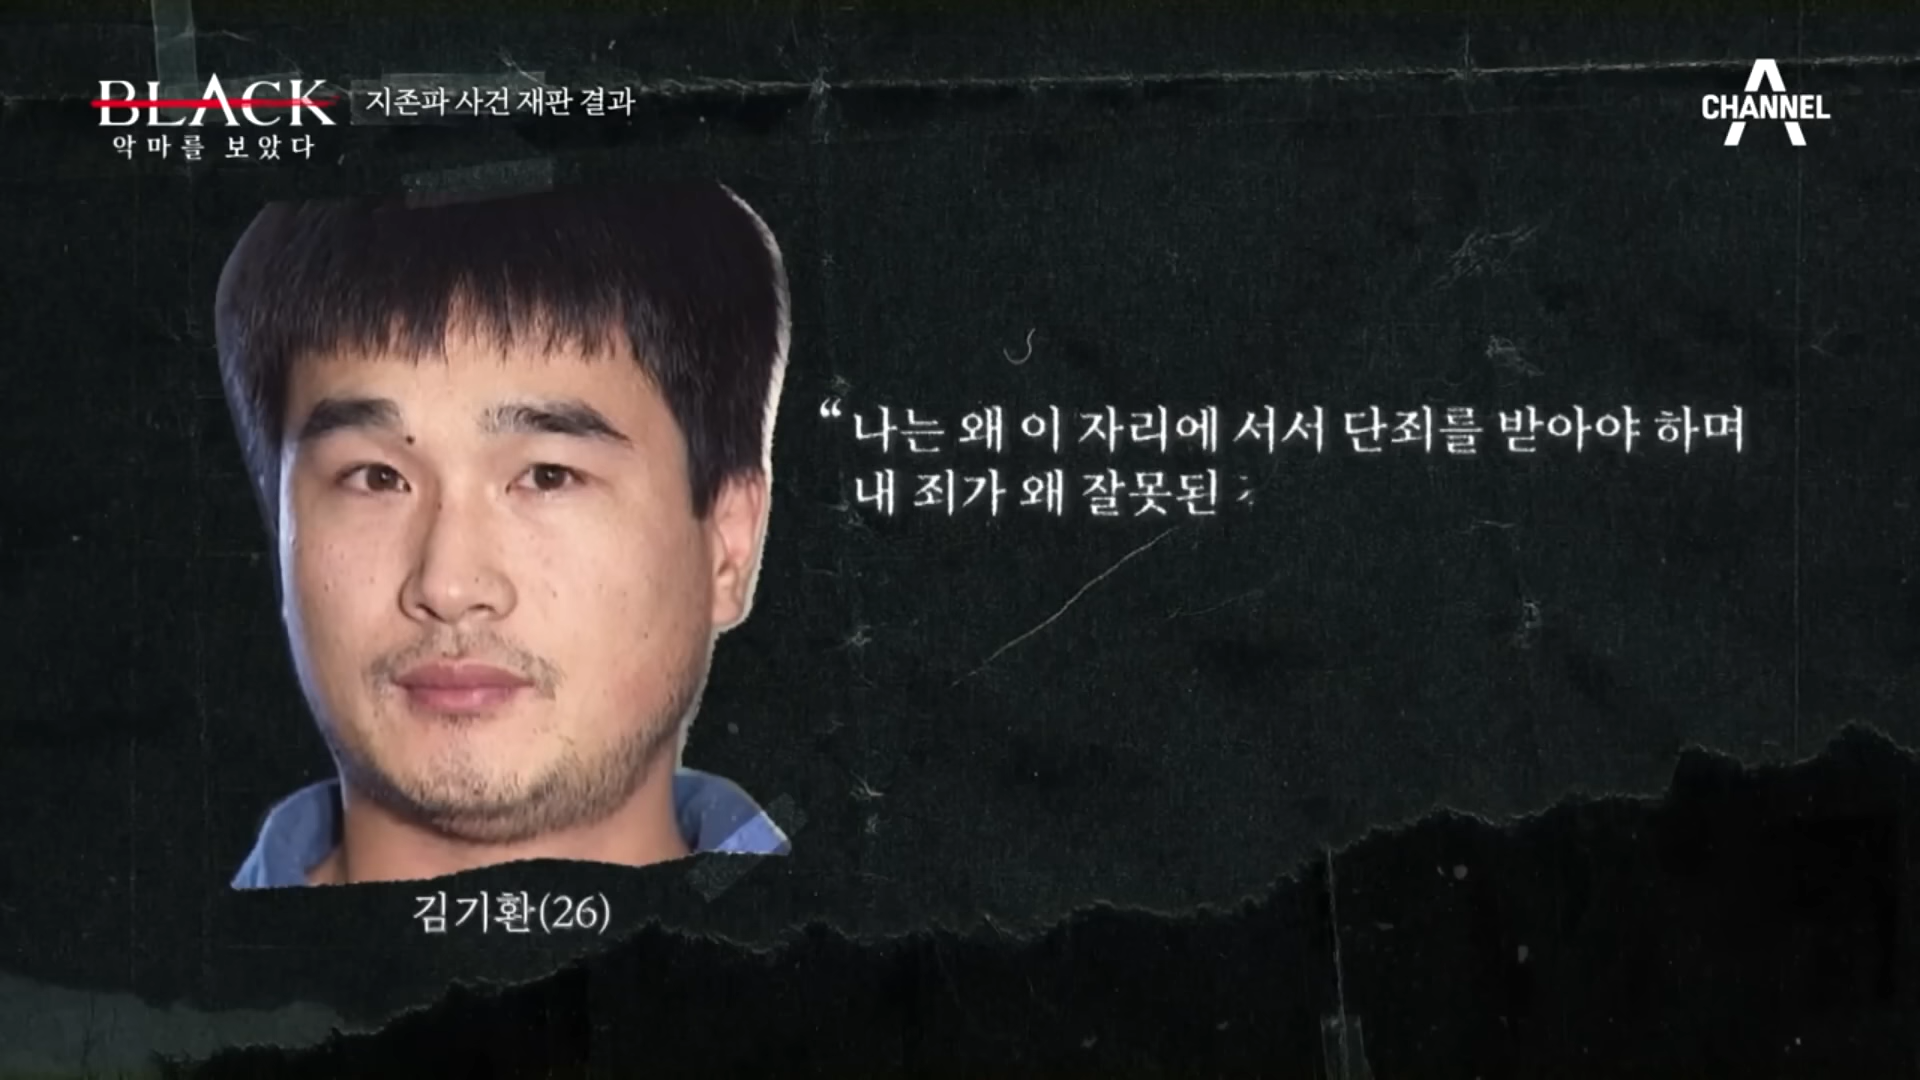 BLACK
악마를 보았다
지존파 사건 재판 결과
CHANNEL A
“나는 왜 이 자리에 서서 단죄를 받아야 하며
내 죄가 왜 잘못된
김기환(26)